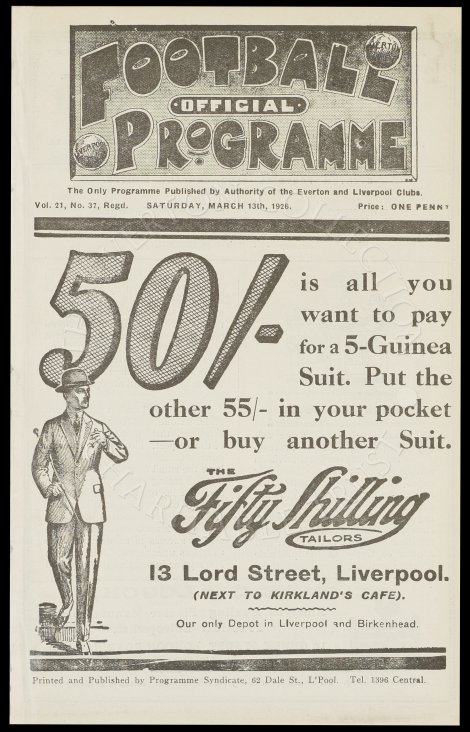 FOOTBALL
EVERTON
·OFFICIAL·
PROGRAMME
The Only Programme Published by Authority of the Everton and Liverpool Clubs.
Vol. 21, No. 37, Regd. SATURDAY, MARCH 13th, 1926. Price: ONE PENNY
50/-
is all you
want to pay
for a 5-Guinea
Suit. Put the
other 55/- in your pocket
—or buy another Suit.
THE
Fifty Shilling
TAILORS
13 Lord Street, Liverpool.
(NEXT TO KIRKLAND'S CAFE).
Our only Depot in Liverpool and Birkenhead.
Printed and Published by Programme Syndicate, 62 Dale St., L'Pool. Tel. 1396 Central.